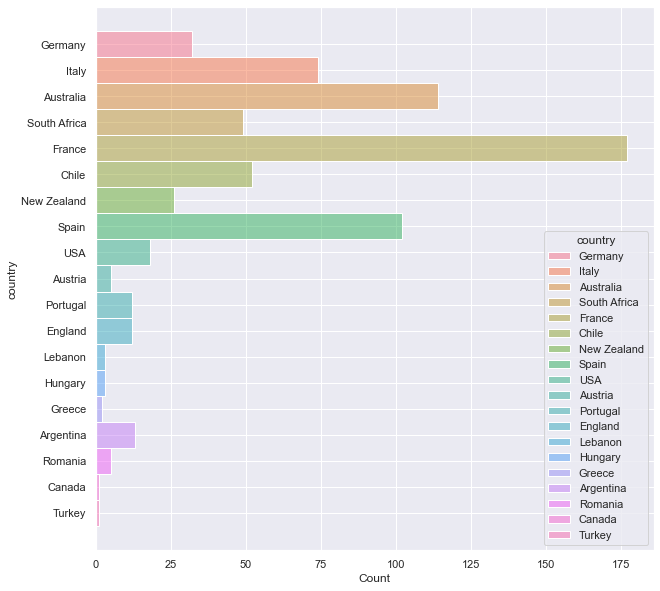 Germany
Italy
Australia
South Africa
France
Chile
New Zealand
Spain
USA
Austria
Portugal
England
Lebanon
Hungary
Greece
Argentina
Romania
Canada
Turkey
country
0 25 50 75 100 125 150 175
Count
country
Germany
Italy
Australia
South Africa
France
Chile
New Zealand
Spain
USA
Austria
Portugal
England
Lebanon
Hungary
Greece
Argentina
Romania
Canada
Turkey